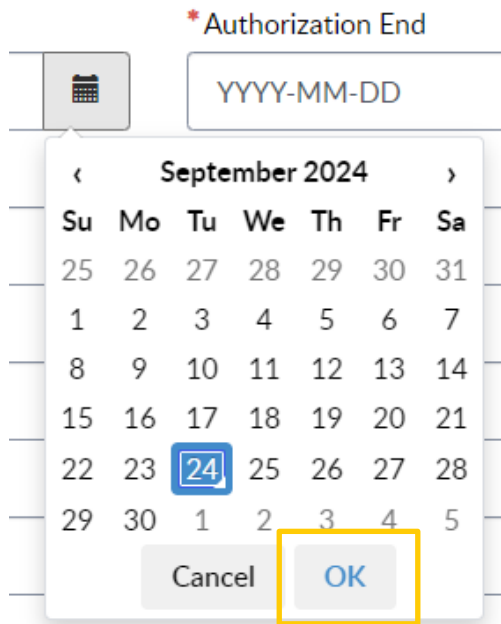 * Authorization End
YYYY-MM-DD
‹ September 2024 ›
Su Mo Tu We Th Fr Sa
25 26 27 28 29 30 31
1 2 3 4 5 6 7
8 9 10 11 12 13 14
15 16 17 18 19 20 21
22 23 24 25 26 27 28
29 30 1 2 3 4 5
Cancel OK